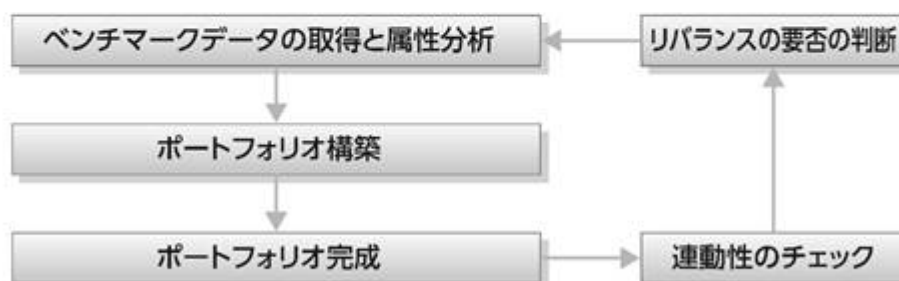 ベンチマークデータの取得と属性分析
リバランスの要否の判断
ポートフォリオ構築
ポートフォリオ完成
連動性のチェック